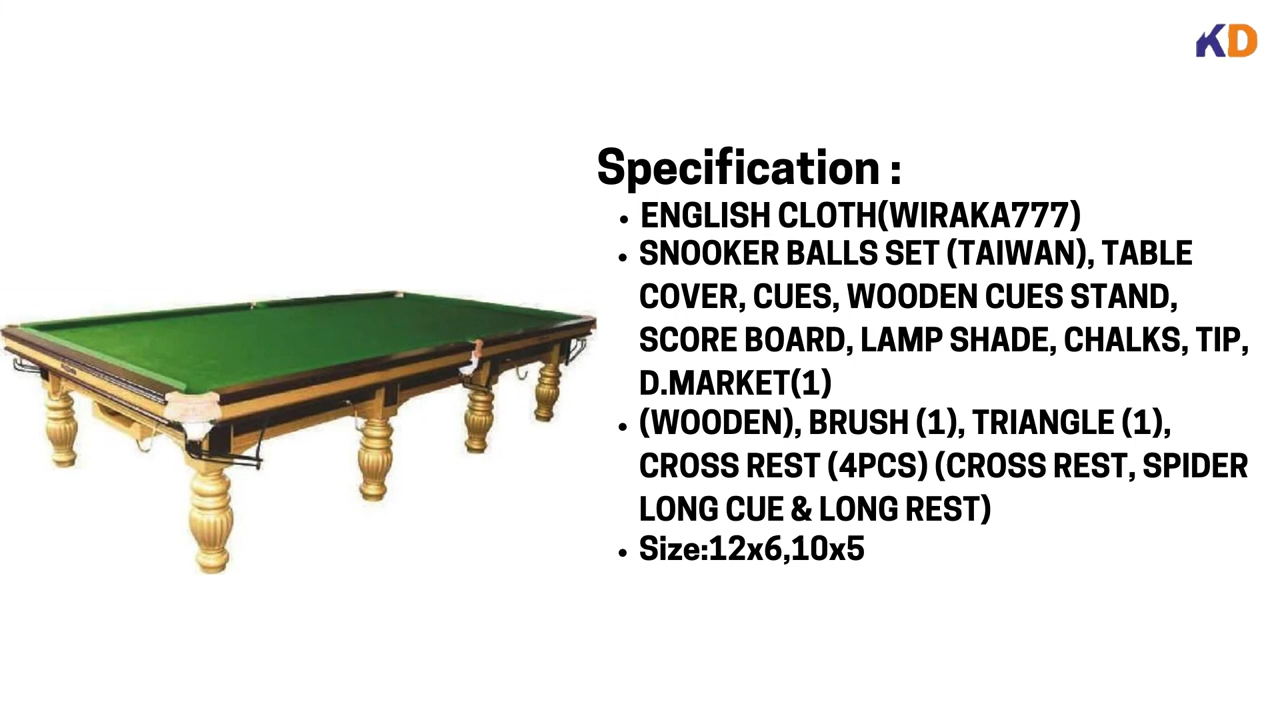 KD
Specification :
• ENGLISH CLOTH(WIRAKA777)
• SNOOKER BALLS SET (TAIWAN), TABLE
COVER, CUES, WOODEN CUES STAND,
SCORE BOARD, LAMP SHADE, CHALKS, TIP,
D.MARKET(1)
• (WOODEN), BRUSH (1), TRIANGLE (1),
CROSS REST (4PCS) (CROSS REST, SPIDER
LONG CUE & LONG REST)
• Size:12x6,10x5